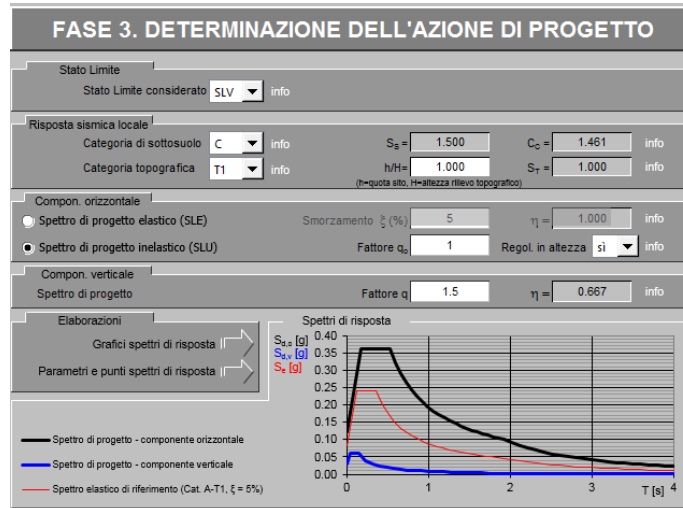 FASE 3. DETERMINAZIONE DELL'AZIONE DI PROGETTO
Stato Limite
Stato Limite considerato SLV info
Risposta sismica locale
Categoria di sottosuolo C info Ss = 1.500 Cc = 1.461 info
Categoria topografica T1 info h/H= 1.000 ST = 1.000 info
(h=quota sito, H=altezza rilievo topografico)
Compon. orizzontale
Spettro di progetto elastico (SLE) Smorzamento ξ (%) 5 η = 1.000 info
Spettro di progetto inelastico (SLU) Fattore qo 1 Regol. in altezza sì info
Compon. verticale
Spettro di progetto Fattore q 1.5 η = 0.667 info
Elaborazioni
Grafici spettri di risposta
Parametri e punti spettri di risposta
Spettro di progetto - componente orizzontale
Spettro di progetto - componente verticale
Spettro elastico di riferimento (Cat. A-T1, ξ = 5%)
Spettri di risposta
Sd,o [g]
Sd,v [g]
Se [g]
0.40
0.35
0.30
0.25
0.20
0.15
0.10
0.05
0.00
0 1 2 3 4
T [s]